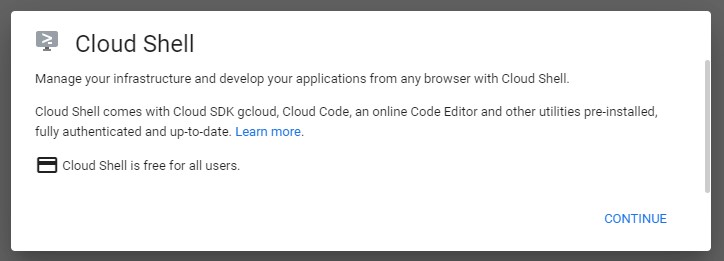 Cloud Shell
Manage your infrastructure and develop your applications from any browser with Cloud Shell.
Cloud Shell comes with Cloud SDK gcloud, Cloud Code, an online Code Editor and other utilities pre-installed,
fully authenticated and up-to-date. Learn more.
Cloud Shell is free for all users.
CONTINUE